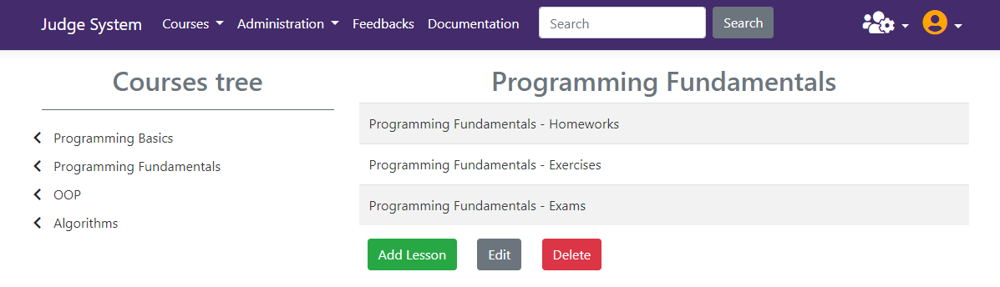 Judge System Courses Administration Feedbacks Documentation Search Search
Courses tree
Programming Basics
Programming Fundamentals
OOP
Algorithms
Programming Fundamentals
Programming Fundamentals - Homeworks
Programming Fundamentals - Exercises
Programming Fundamentals - Exams
Add Lesson Edit Delete